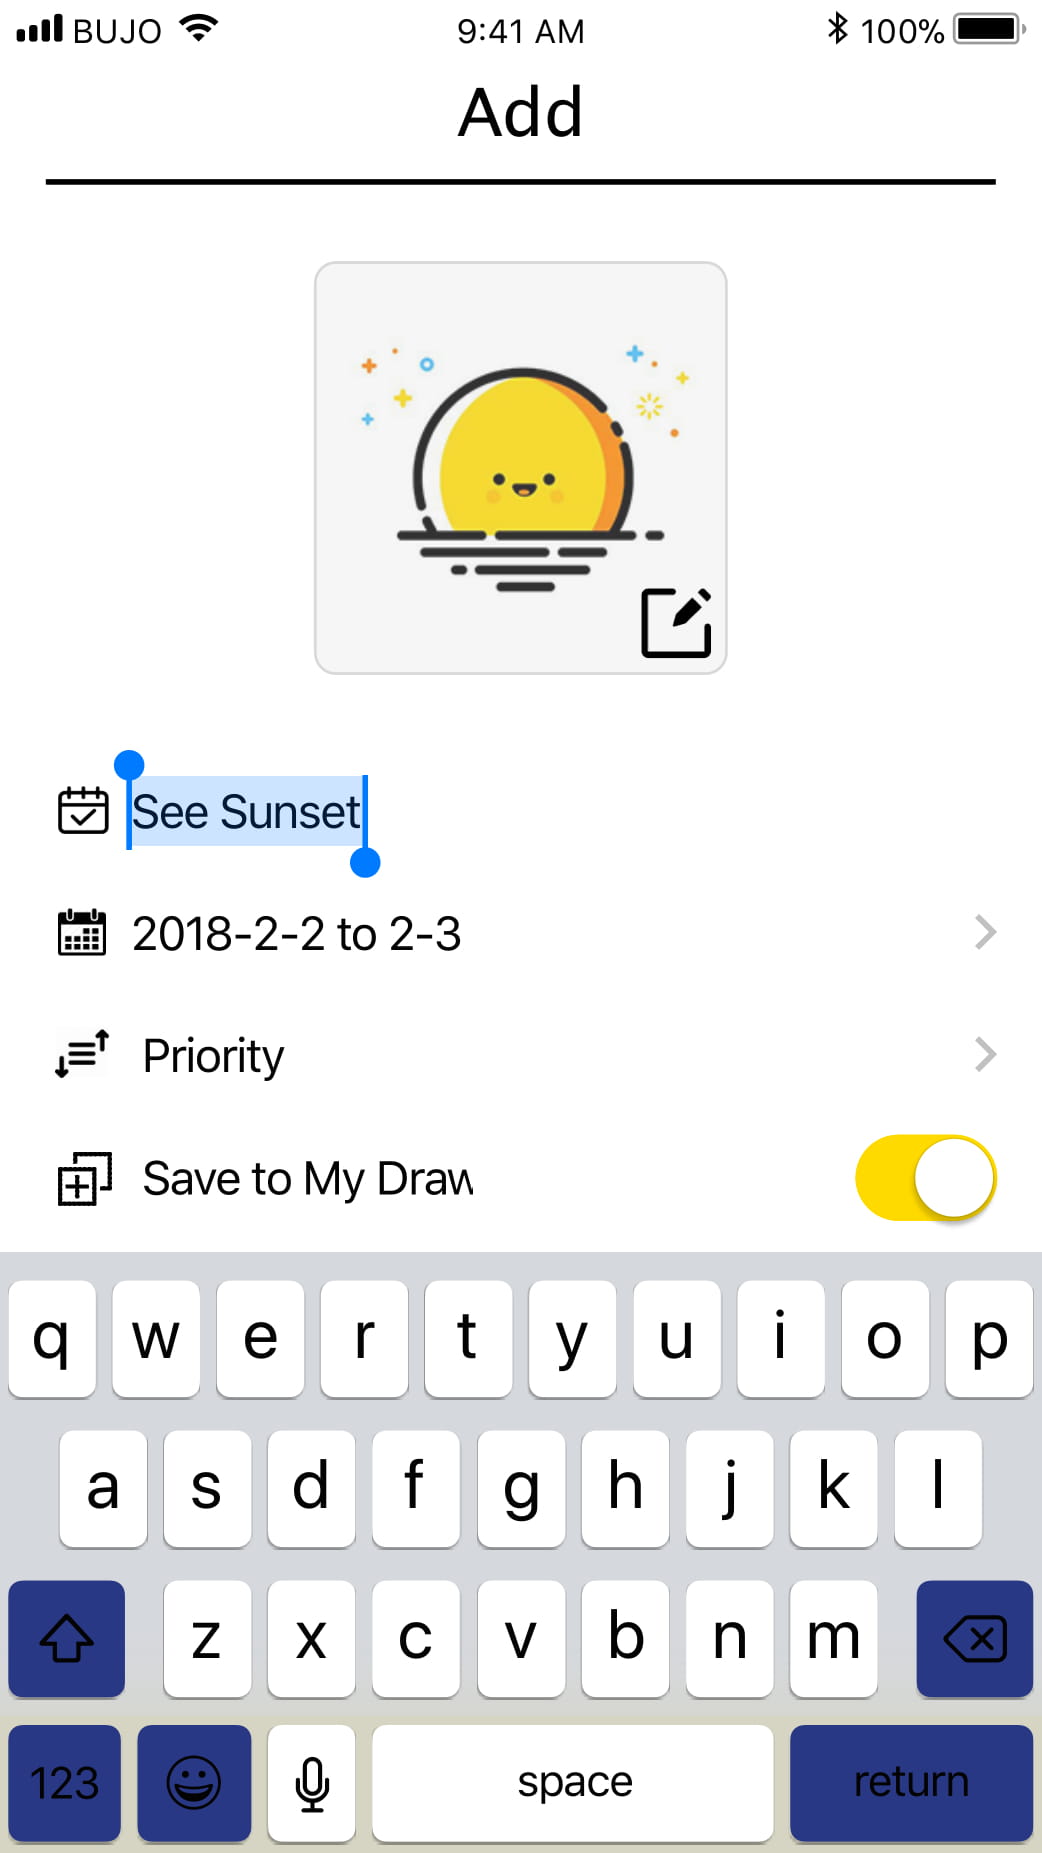 BUJO 9:41 AM 100%
Add
See Sunset
2018-2-2 to 2-3
Priority
Save to My Draw
q w e r t y u i o p
a s d f g h j k l
z x c v b n m
123 space return